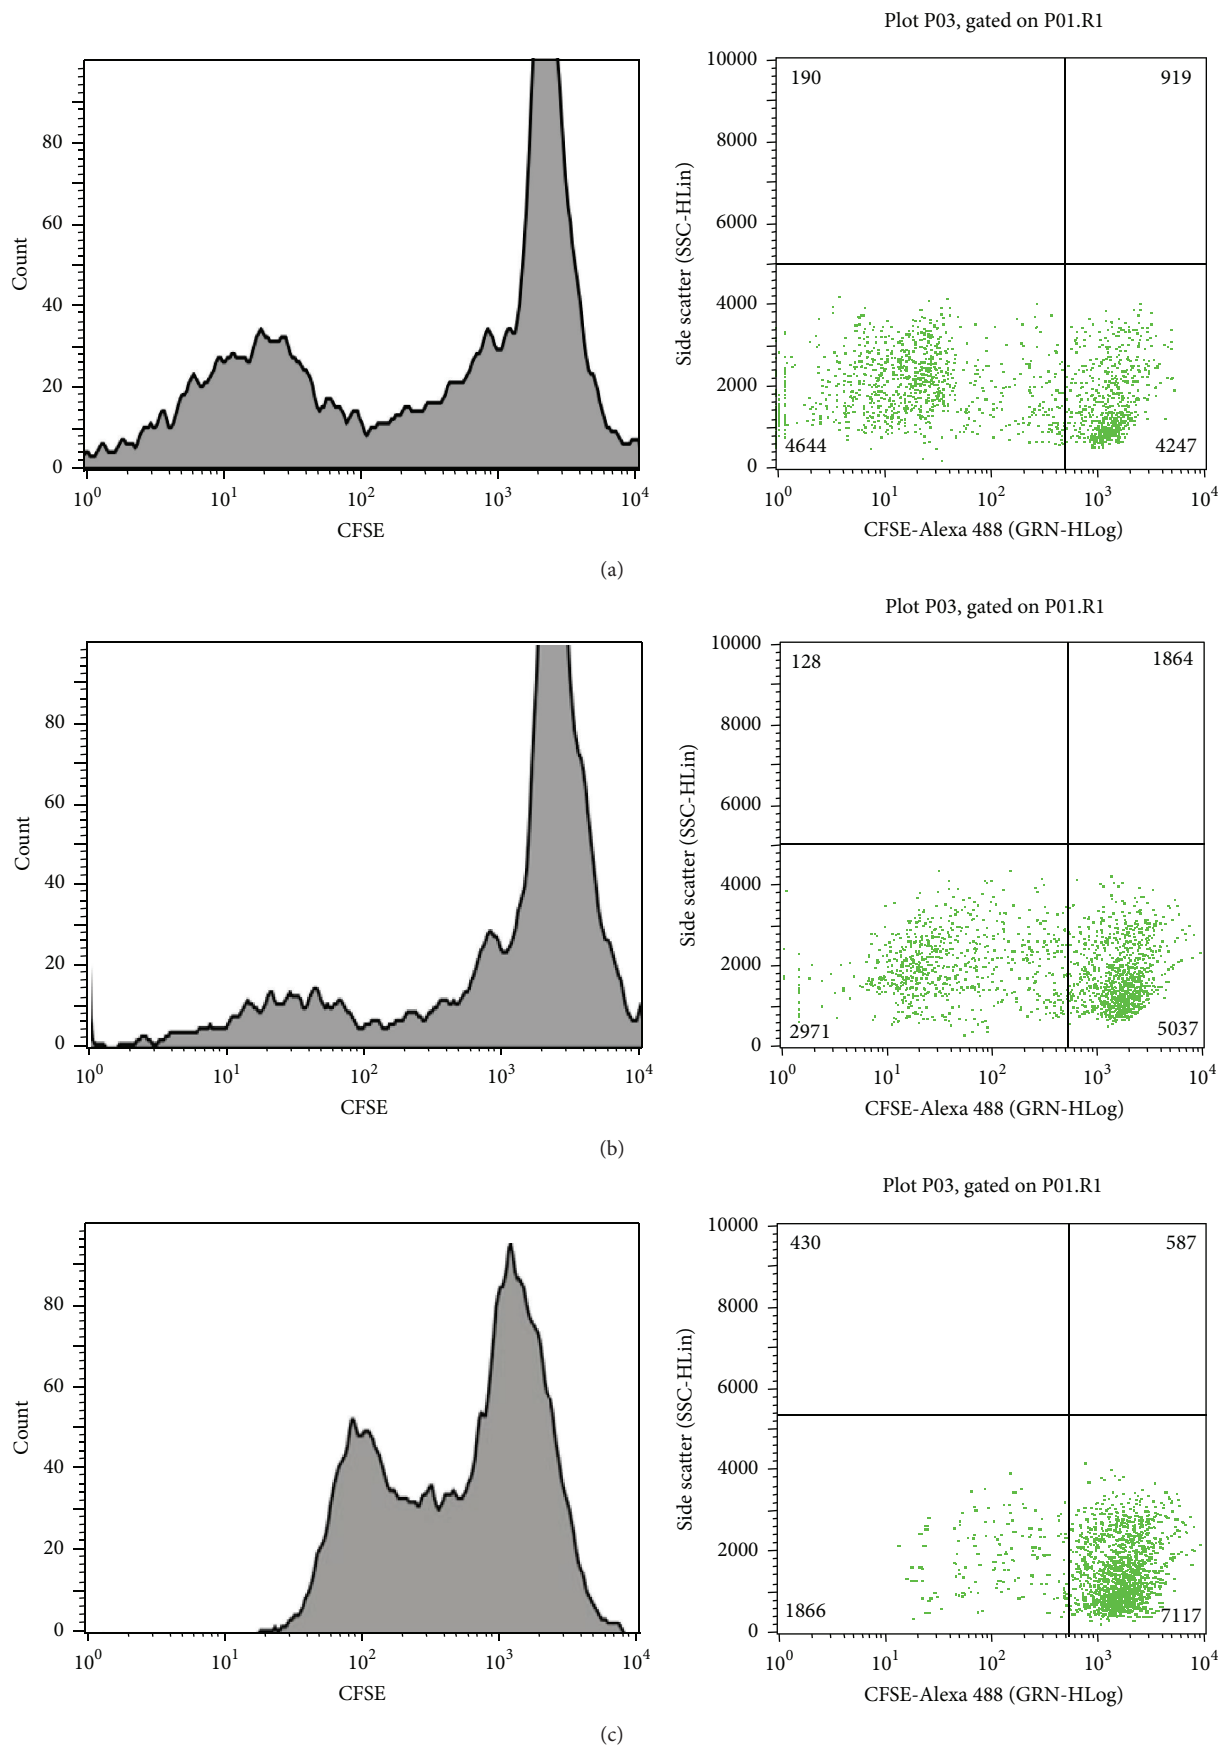 Plot P03, gated on P01.R1
80
60
40
20
0
Count
10^0 10^1 10^2 10^3 10^4
CFSE
10000
8000
6000
4000
2000
0
Side scatter (SSC-HLin)
190 919
4644 4247
10^0 10^1 10^2 10^3 10^4
CFSE-Alexa 488 (GRN-HLog)
(a)
Plot P03, gated on P01.R1
80
60
40
20
0
Count
10^0 10^1 10^2 10^3 10^4
CFSE
10000
8000
6000
4000
2000
0
Side scatter (SSC-HLin)
128 1864
2971 5037
10^0 10^1 10^2 10^3 10^4
CFSE-Alexa 488 (GRN-HLog)
(b)
Plot P03, gated on P01.R1
80
60
40
20
0
Count
10^0 10^1 10^2 10^3 10^4
CFSE
10000
8000
6000
4000
2000
0
Side scatter (SSC-HLin)
430 587
1866 7117
10^0 10^1 10^2 10^3 10^4
CFSE-Alexa 488 (GRN-HLog)
(c)